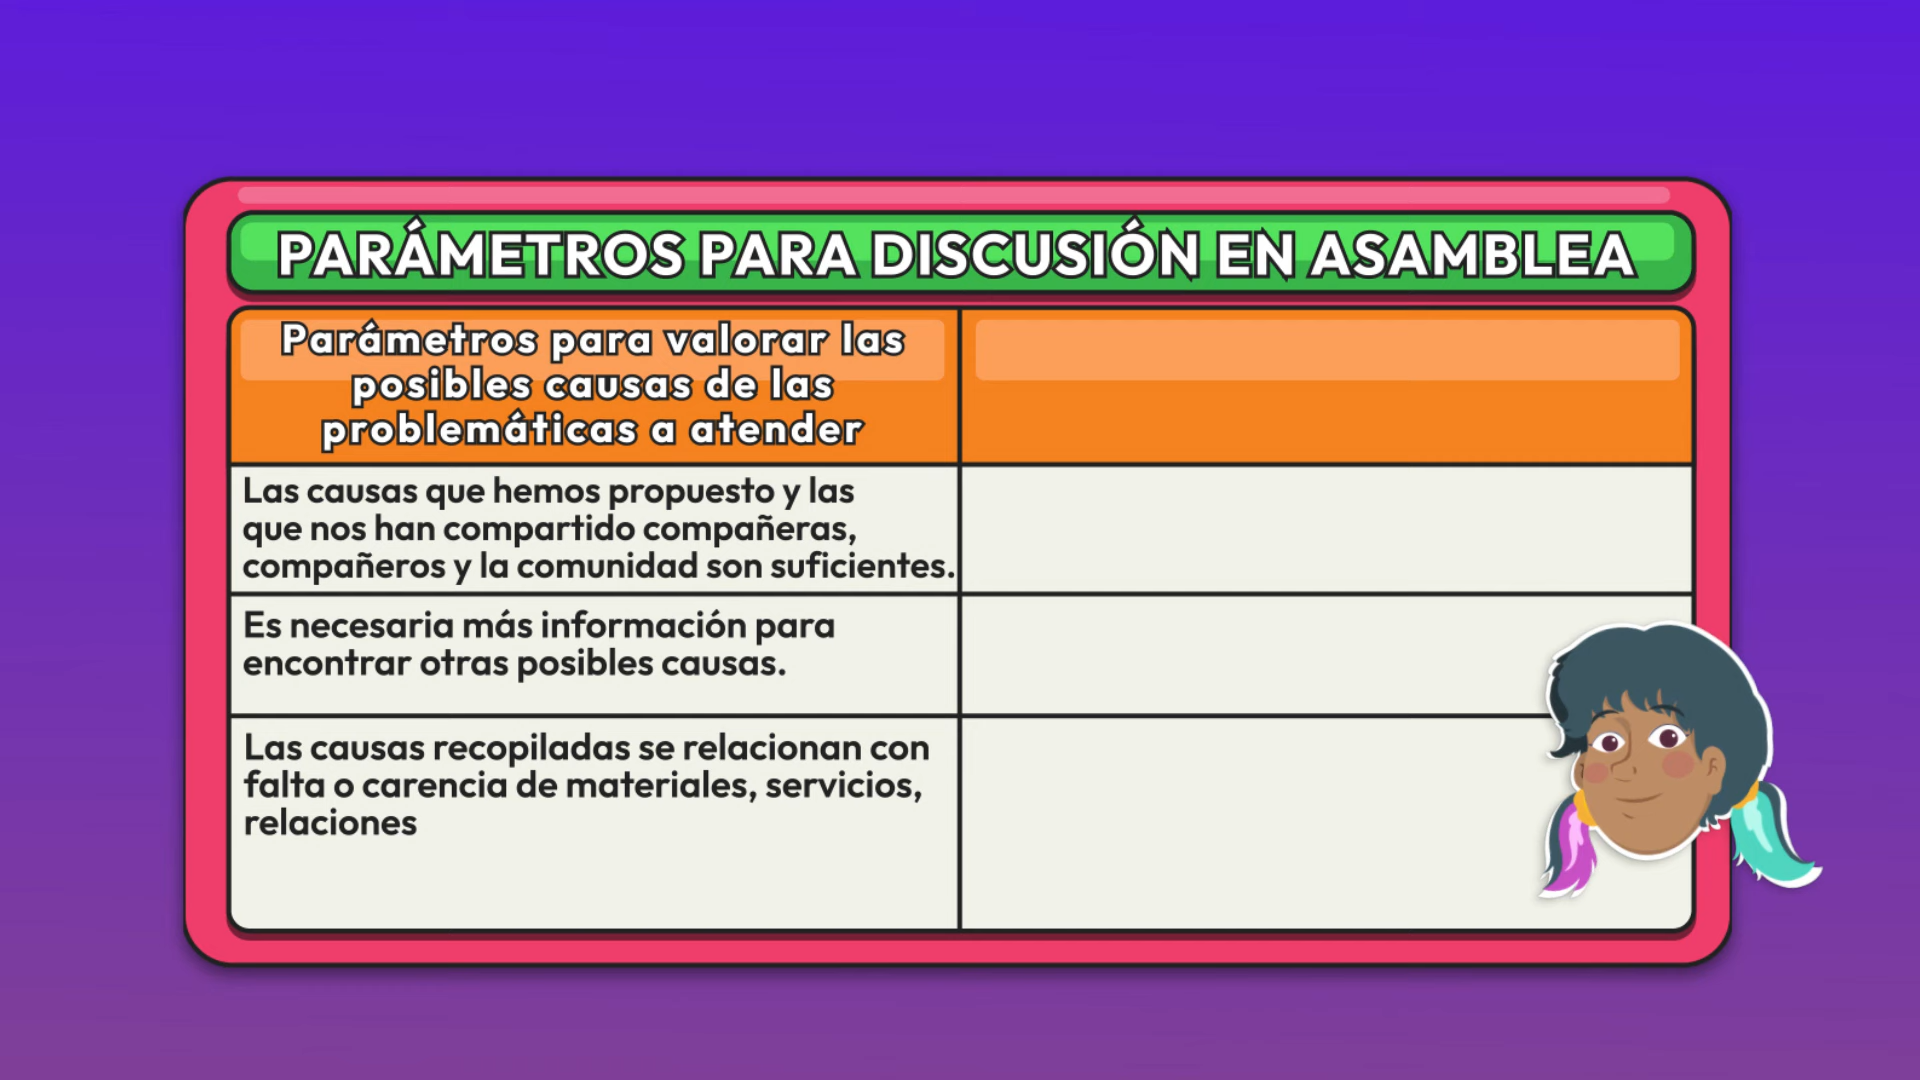 PARÁMETROS PARA DISCUSIÓN EN ASAMBLEA
Parámetros para valorar las
posibles causas de las
problemáticas a atender
Las causas que hemos propuesto y las
que nos han compartido compañeras,
compañeros y la comunidad son suficientes.
Es necesaria más información para
encontrar otras posibles causas.
Las causas recopiladas se relacionan con
falta o carencia de materiales, servicios,
relaciones